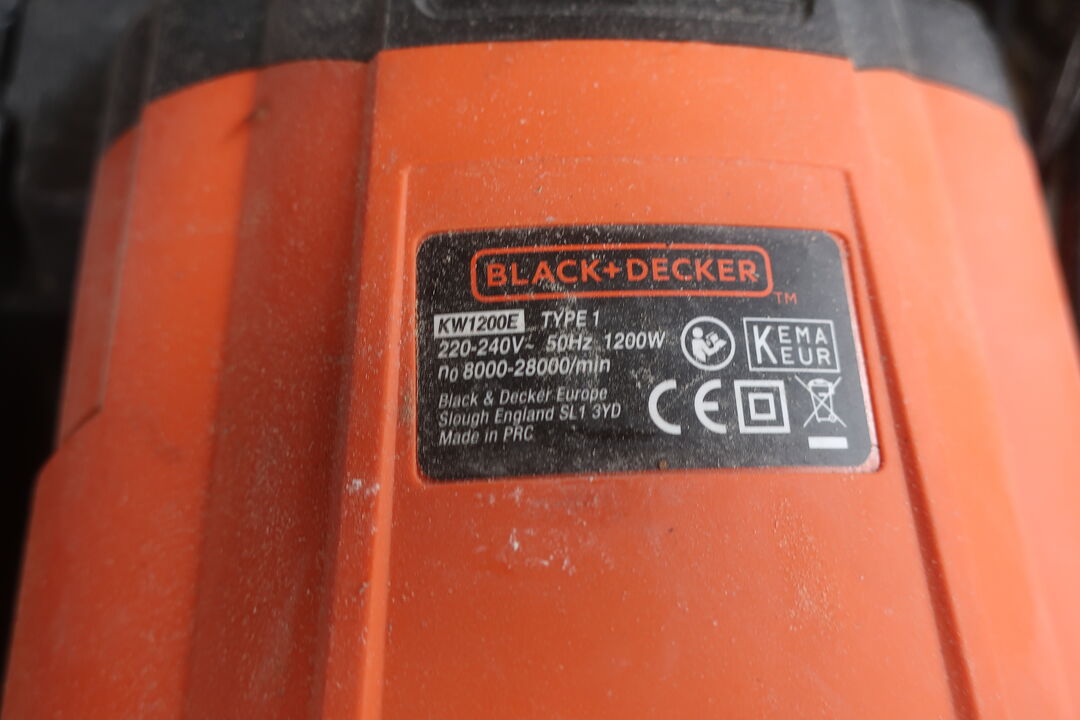 BLACK+DECKER
TM
KW1200E TYPE 1
220-240V~ 50Hz 1200W
n₀ 8000-28000/min
Black & Decker Europe
Slough England SL1 3YD
Made in PRC
KEMA
KEUR
CE